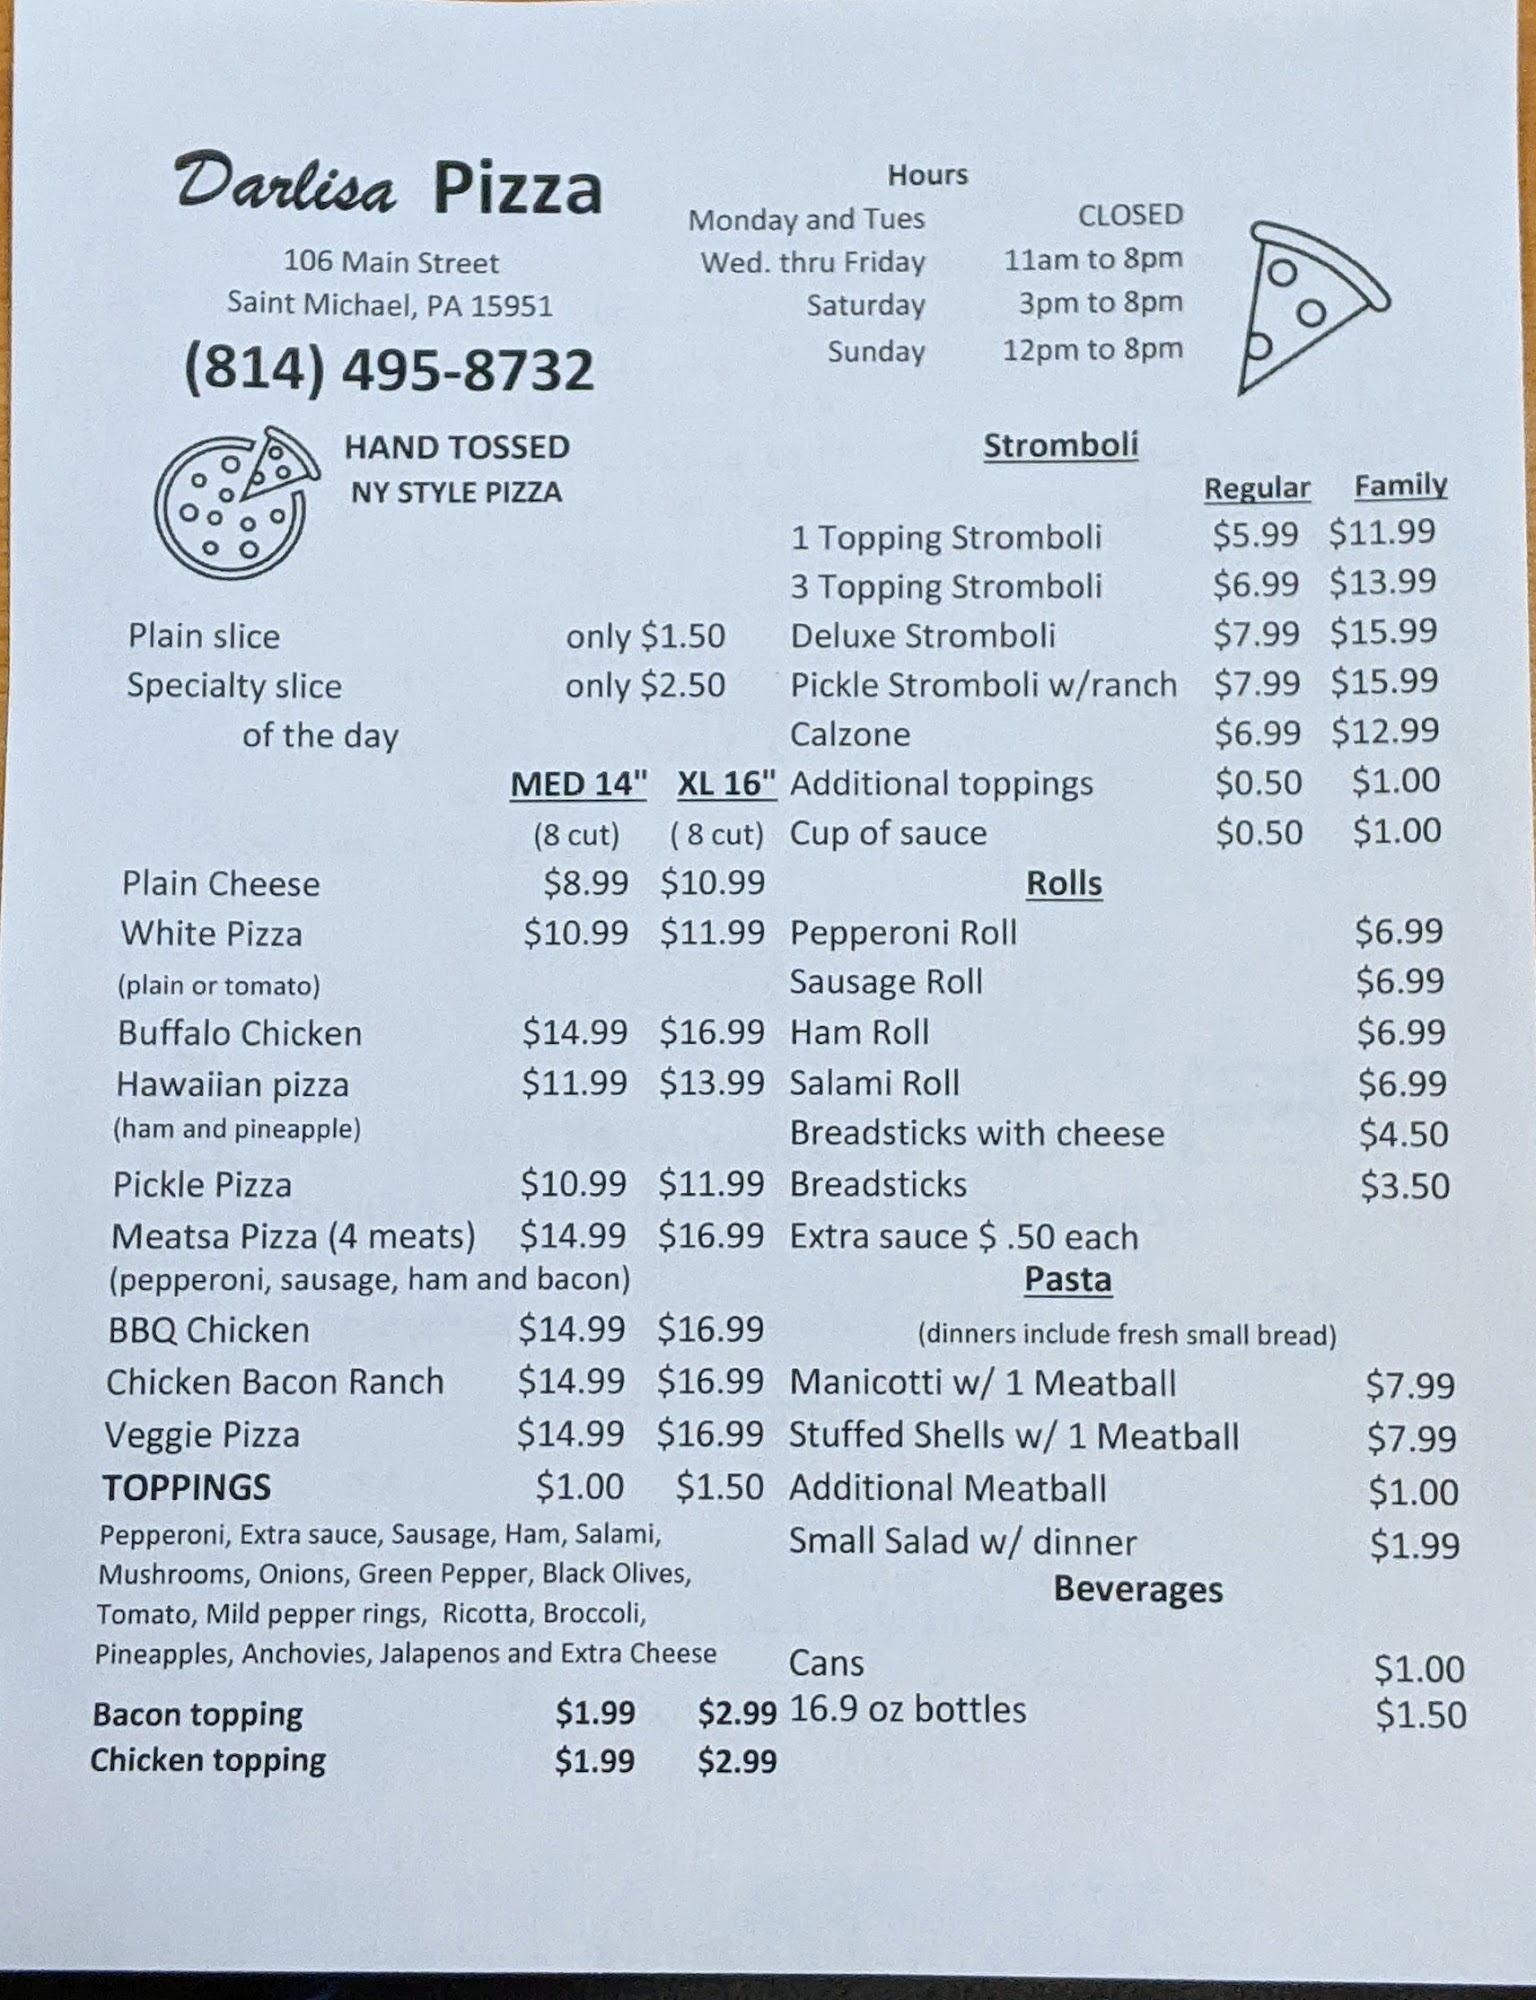 Darlisa Pizza
106 Main Street
Saint Michael, PA 15951
(814) 495-8732
HAND TOSSED
NY STYLE PIZZA
Hours
Monday and Tues CLOSED
Wed. thru Friday 11am to 8pm
Saturday 3pm to 8pm
Sunday 12pm to 8pm
Plain slice only $1.50
Specialty slice only $2.50
of the day
MED 14" XL 16"
(8 cut) ( 8 cut)
Plain Cheese $8.99 $10.99
White Pizza $10.99 $11.99
(plain or tomato)
Buffalo Chicken $14.99 $16.99
Hawaiian pizza $11.99 $13.99
(ham and pineapple)
Pickle Pizza $10.99 $11.99
Meatsa Pizza (4 meats) $14.99 $16.99
(pepperoni, sausage, ham and bacon)
BBQ Chicken $14.99 $16.99
Chicken Bacon Ranch $14.99 $16.99
Veggie Pizza $14.99 $16.99
TOPPINGS $1.00 $1.50
Pepperoni, Extra sauce, Sausage, Ham, Salami,
Mushrooms, Onions, Green Pepper, Black Olives,
Tomato, Mild pepper rings, Ricotta, Broccoli,
Pineapples, Anchovies, Jalapenos and Extra Cheese
Bacon topping $1.99 $2.99
Chicken topping $1.99 $2.99
Stromboli
Regular Family
1 Topping Stromboli $5.99 $11.99
3 Topping Stromboli $6.99 $13.99
Deluxe Stromboli $7.99 $15.99
Pickle Stromboli w/ranch $7.99 $15.99
Calzone $6.99 $12.99
Additional toppings $0.50 $1.00
Cup of sauce $0.50 $1.00
Rolls
Pepperoni Roll $6.99
Sausage Roll $6.99
Ham Roll $6.99
Salami Roll $6.99
Breadsticks with cheese $4.50
Breadsticks $3.50
Extra sauce $ .50 each
Pasta
(dinners include fresh small bread)
Manicotti w/ 1 Meatball $7.99
Stuffed Shells w/ 1 Meatball $7.99
Additional Meatball $1.00
Small Salad w/ dinner $1.99
Beverages
Cans $1.00
16.9 oz bottles $1.50